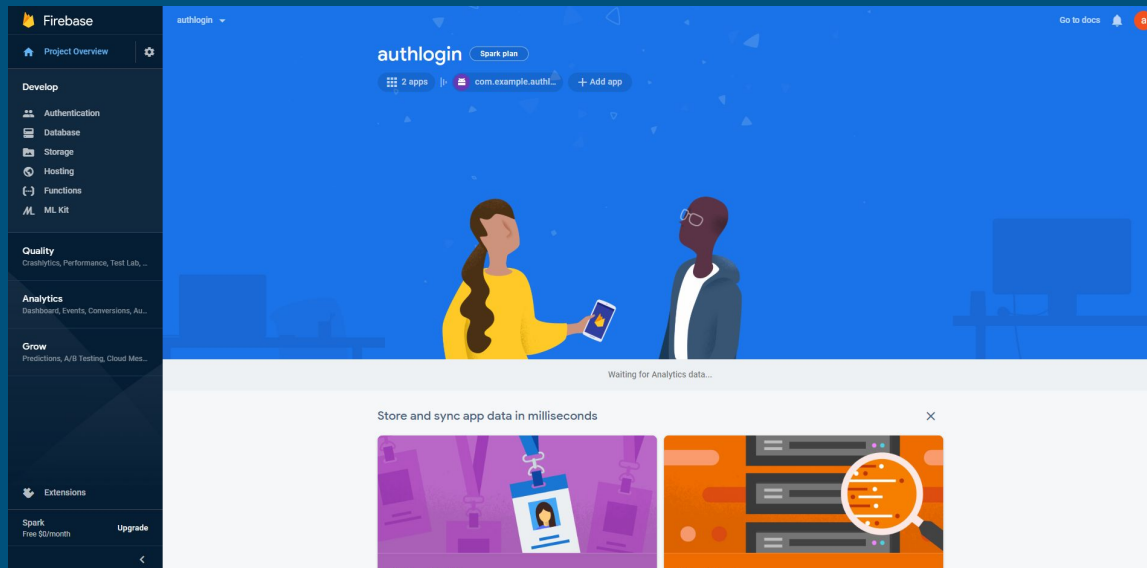 Firebase
authlogin
Go to docs
a
Project Overview
authlogin Spark plan
2 apps com.example.authl... + Add app
Develop
Authentication
Database
Storage
Hosting
Functions
ML Kit
Quality
Crashlytics, Performance, Test Lab, ...
Analytics
Dashboard, Events, Conversions, Au...
Grow
Predictions, A/B Testing, Cloud Mes...
Waiting for Analytics data...
Store and sync app data in milliseconds
Extensions
Spark
Free $0/month
Upgrade